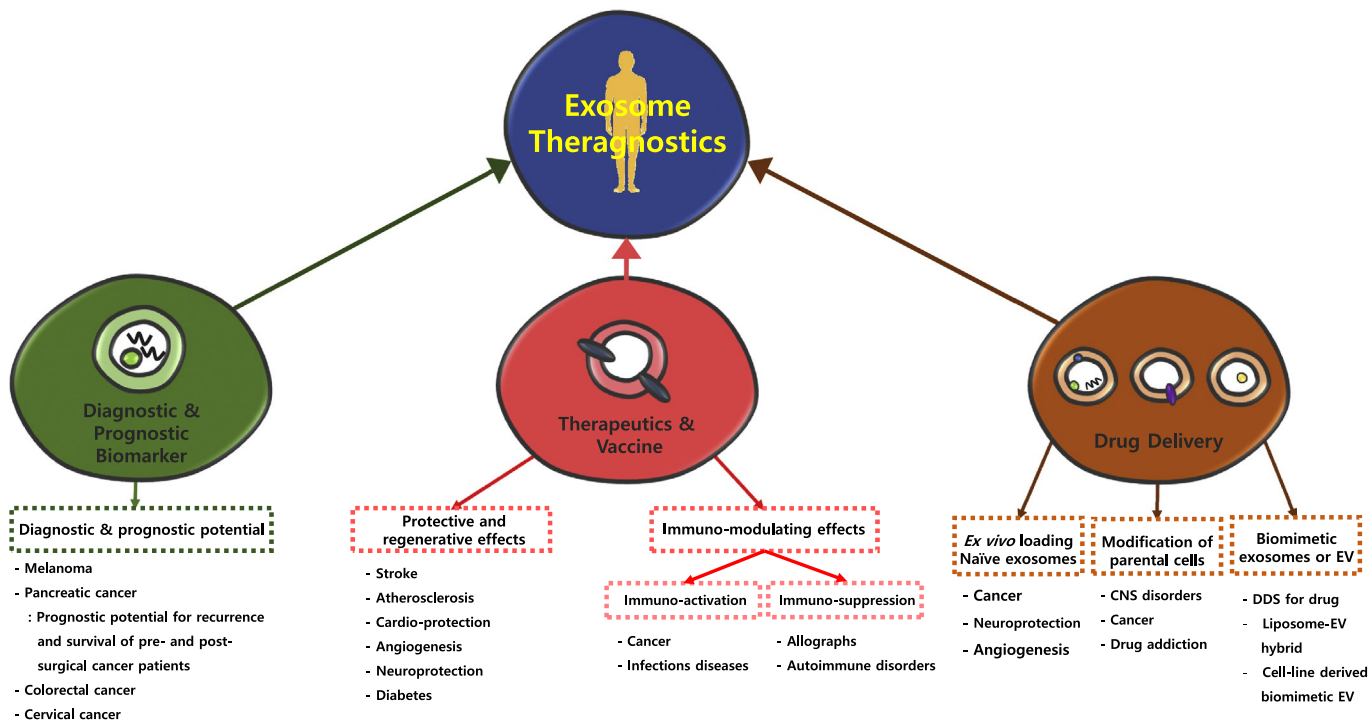 Exosome
Theragnostics
Diagnostic &
Prognostic
Biomarker
Therapeutics &
Vaccine
Drug Delivery
Diagnostic & prognostic potential
- Melanoma
- Pancreatic cancer
: Prognostic potential for recurrence
and survival of pre- and post-
surgical cancer patients
- Colorectal cancer
- Cervical cancer
Protective and
regenerative effects
- Stroke
- Atherosclerosis
- Cardio-protection
- Angiogenesis
- Neuroprotection
- Diabetes
Immuno-modulating effects
Immuno-activation
- Cancer
- Infections diseases
Immuno-suppression
- Allographs
- Autoimmune disorders
Ex vivo loading
Naïve exosomes
- Cancer
- Neuroprotection
- Angiogenesis
Modification of
parental cells
- CNS disorders
- Cancer
- Drug addiction
Biomimetic
exosomes or EV
- DDS for drug
- Liposome-EV
hybrid
- Cell-line derived
biomimetic EV